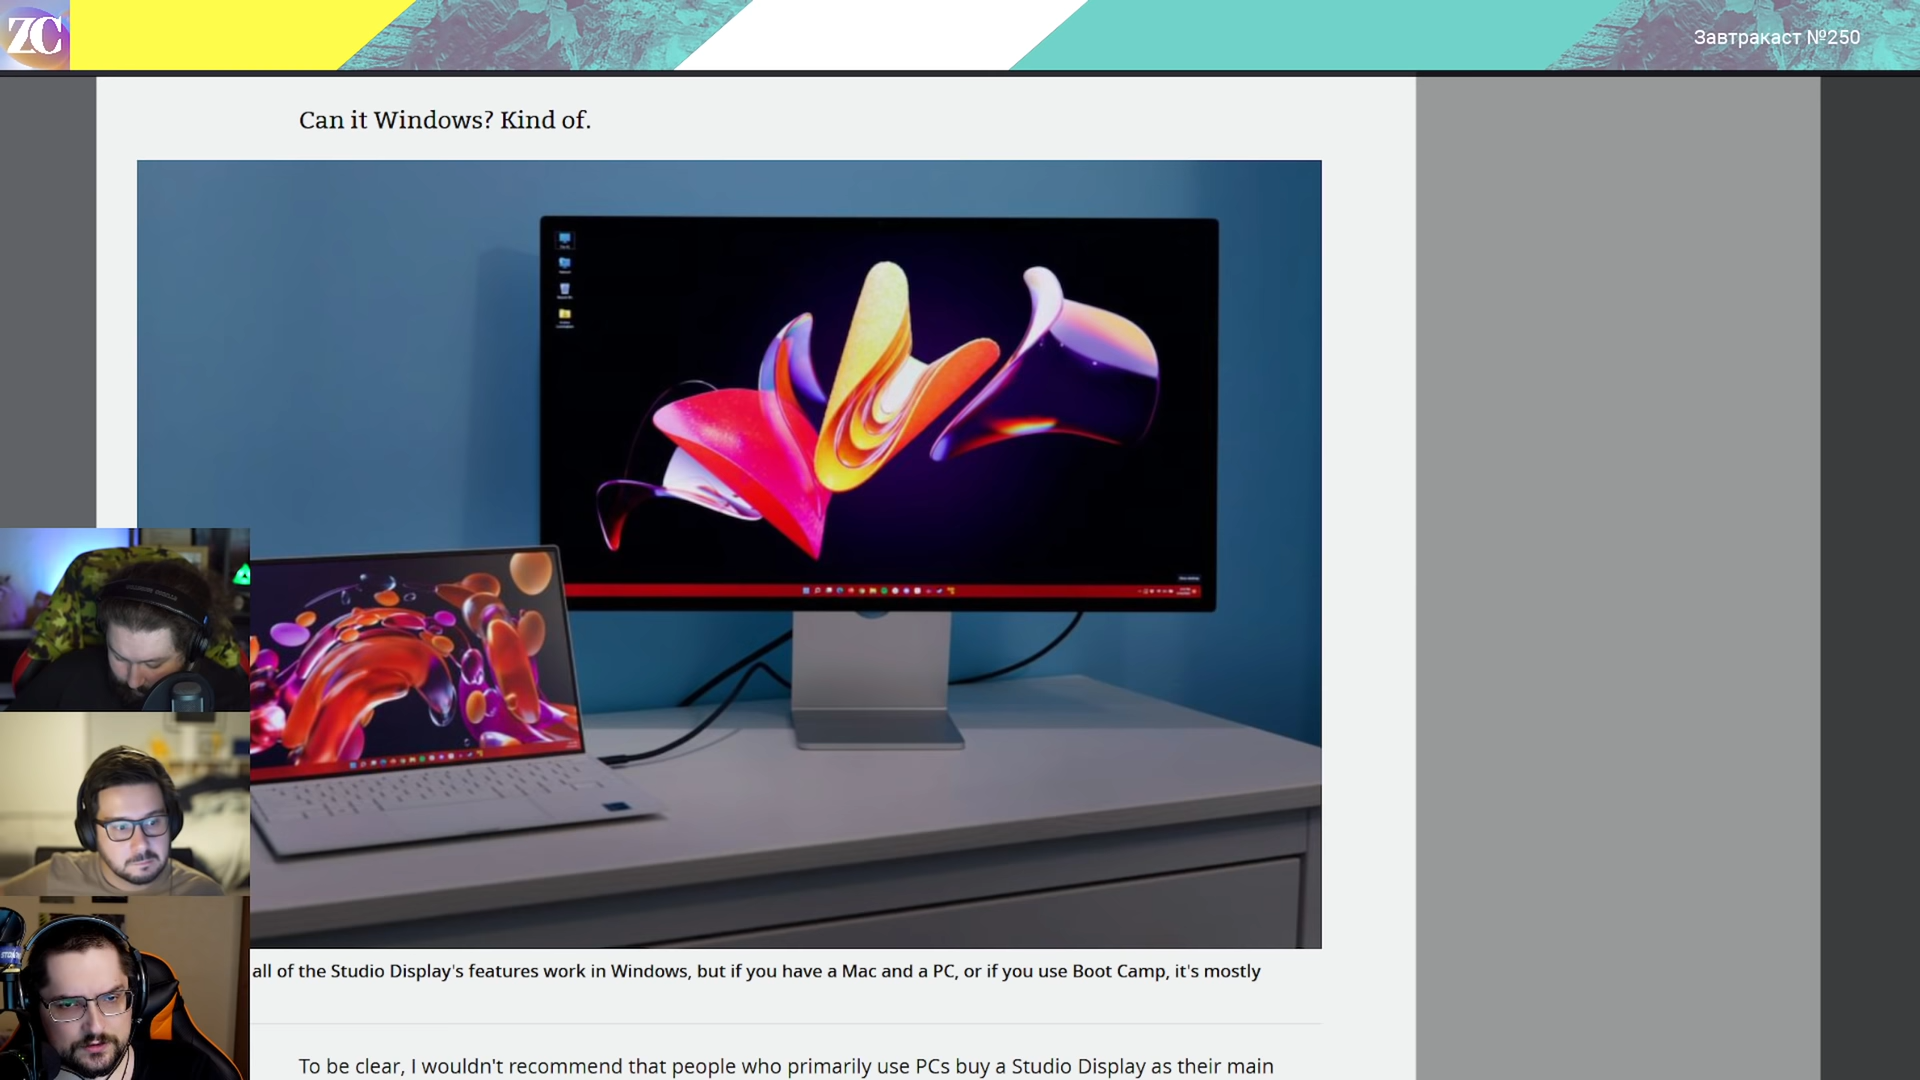 ZC
Завтракаст №250
Can it Windows? Kind of.
all of the Studio Display's features work in Windows, but if you have a Mac and a PC, or if you use Boot Camp, it's mostly
To be clear, I wouldn't recommend that people who primarily use PCs buy a Studio Display as their main